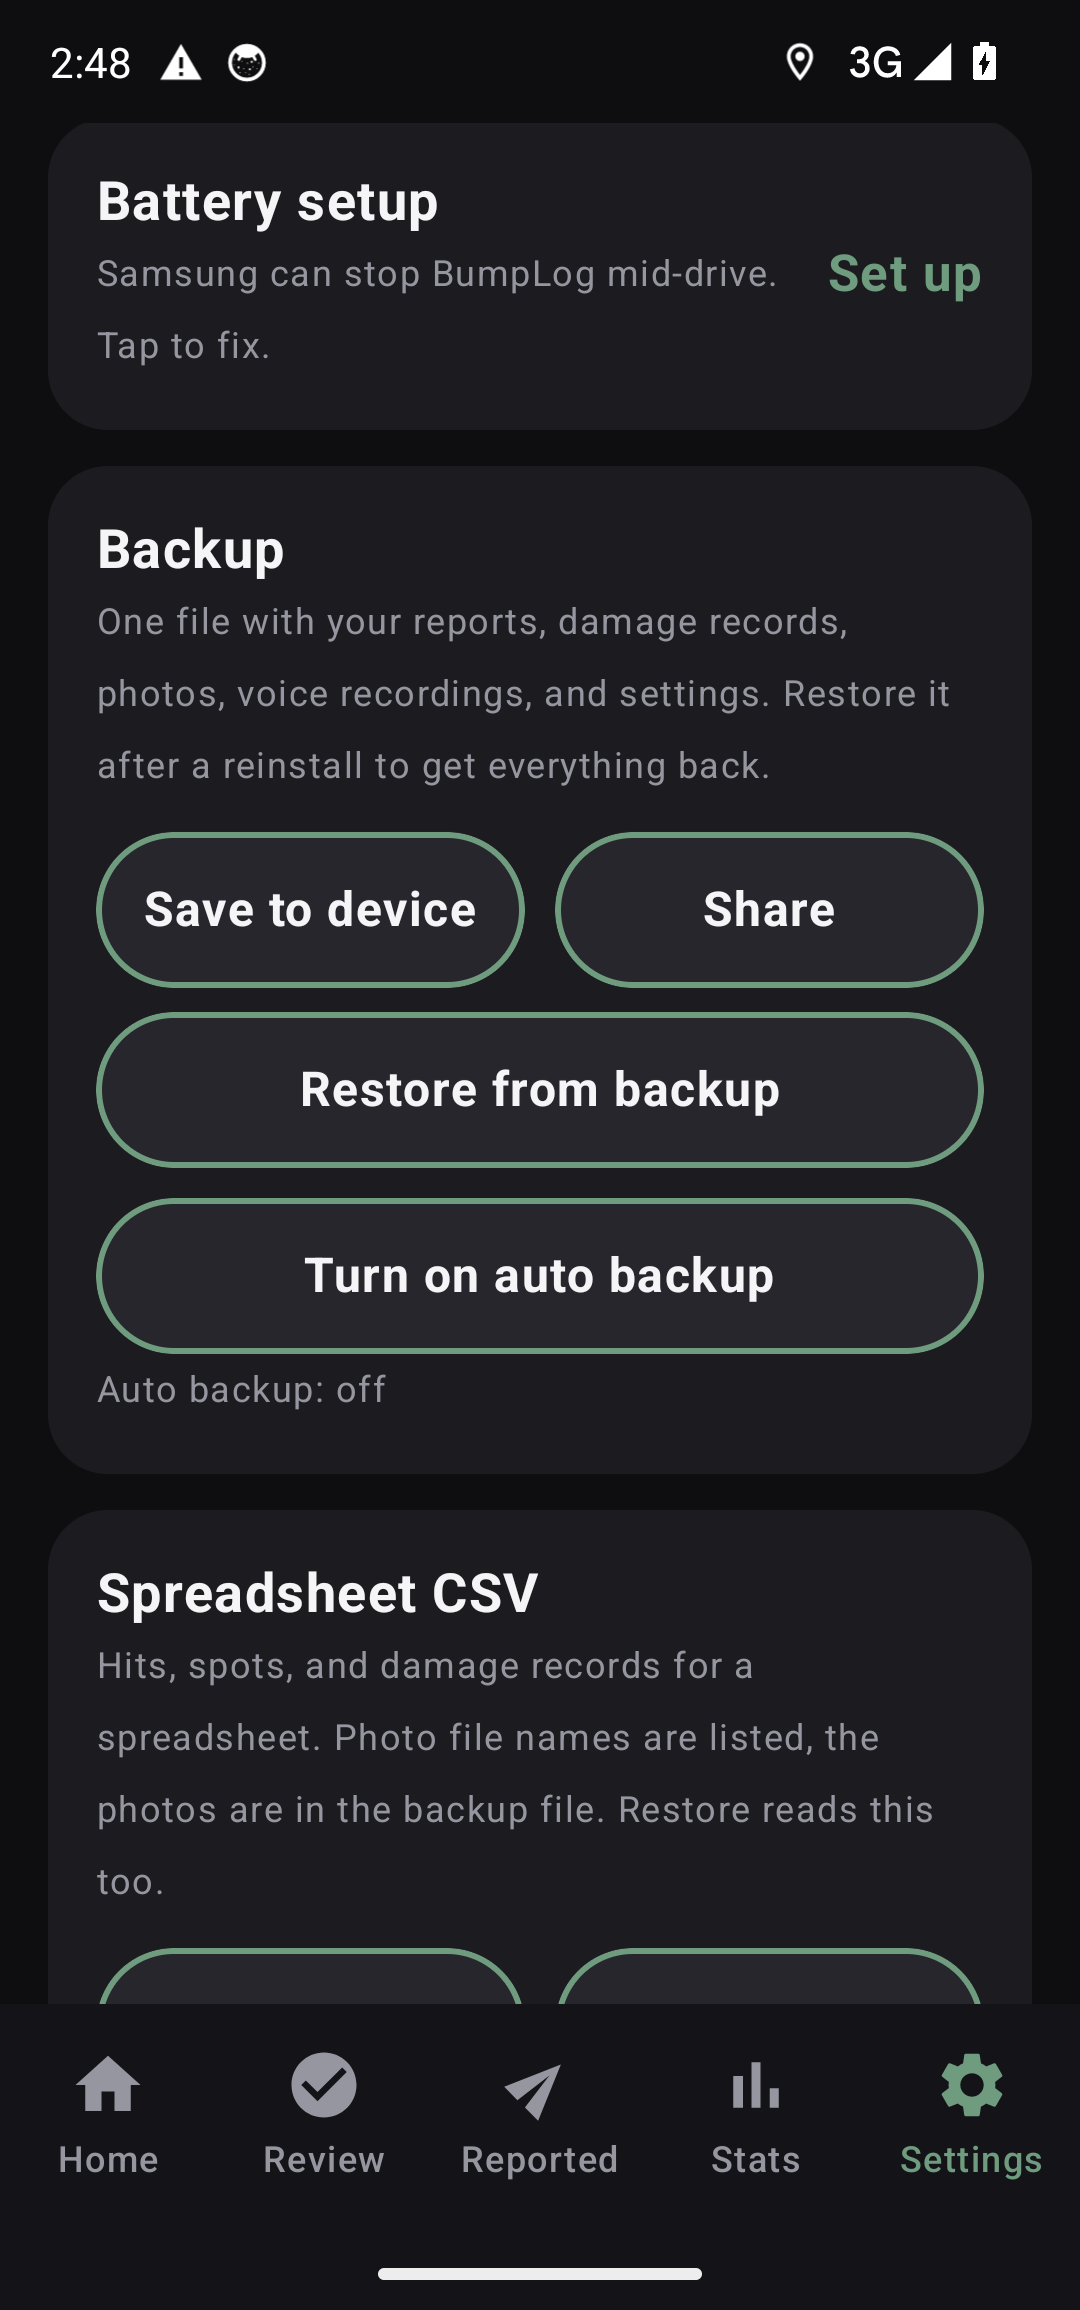 2:48
3G
Battery setup
Samsung can stop BumpLog mid-drive.
Tap to fix.
Set up
Backup
One file with your reports, damage records,
photos, voice recordings, and settings. Restore it
after a reinstall to get everything back.
Save to device
Share
Restore from backup
Turn on auto backup
Auto backup: off
Spreadsheet CSV
Hits, spots, and damage records for a
spreadsheet. Photo file names are listed, the
photos are in the backup file. Restore reads this
too.
Home
Review
Reported
Stats
Settings